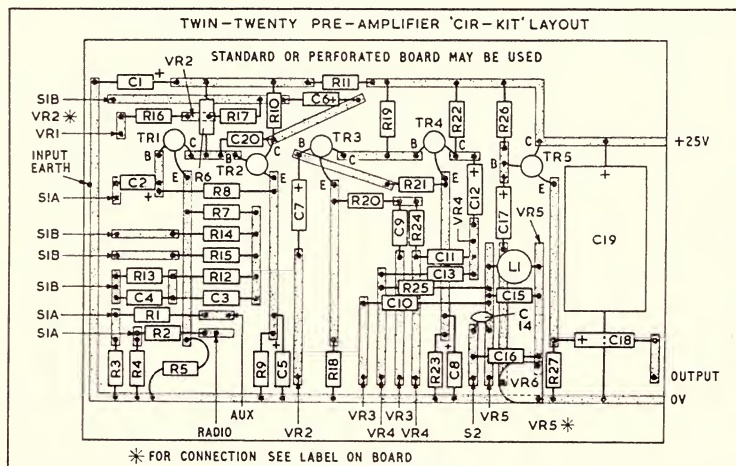 TWIN-TWENTY PRE-AMPLIFIER 'CIR-KIT' LAYOUT
STANDARD OR PERFORATED BOARD MAY BE USED
VR2
C1 +
R11
S1B
VR2 *
VR1
R16
R17
R10
C6+
R19
TR4
R22
R26
+
TR1
C
C20
C
TR3
C
C
C
TR5
+25V
INPUT
EARTH
B
B
TR2
B
B
B
E
R6
E
E
E
E
C2
+
R8
R21
C12
VR4
C17
VR5
S1A
R7
C7
R20
C9
R24
C19
S1B
R14
S1B
R15
C11
L1
S1B
R13
R12
C13
R25
C4
C3
C10
C15
S1A
R1
C
14
S1A
R2
C16
+ C18
R3
R4
R5
R9
C5
R18
R23
C8
VR6
R27
OUTPUT
AUX
0V
RADIO
VR2
VR3
VR4
VR3
VR4
S2
VR5
VR5 *
* FOR CONNECTION SEE LABEL ON BOARD